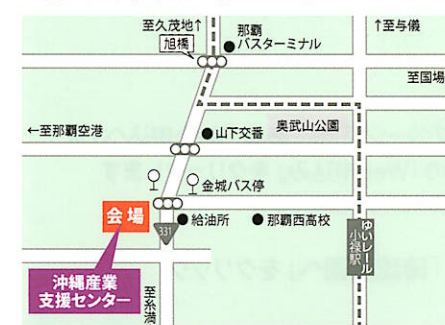 至久茂地↑
那覇
バスターミナル
↑至与儀
旭橋
至国場
←至那覇空港
山下交番
奥武山公園
金城バス停
会場
給油所
那覇西高校
331
ゆいレール
小禄駅
沖縄産業
支援センター
至糸満